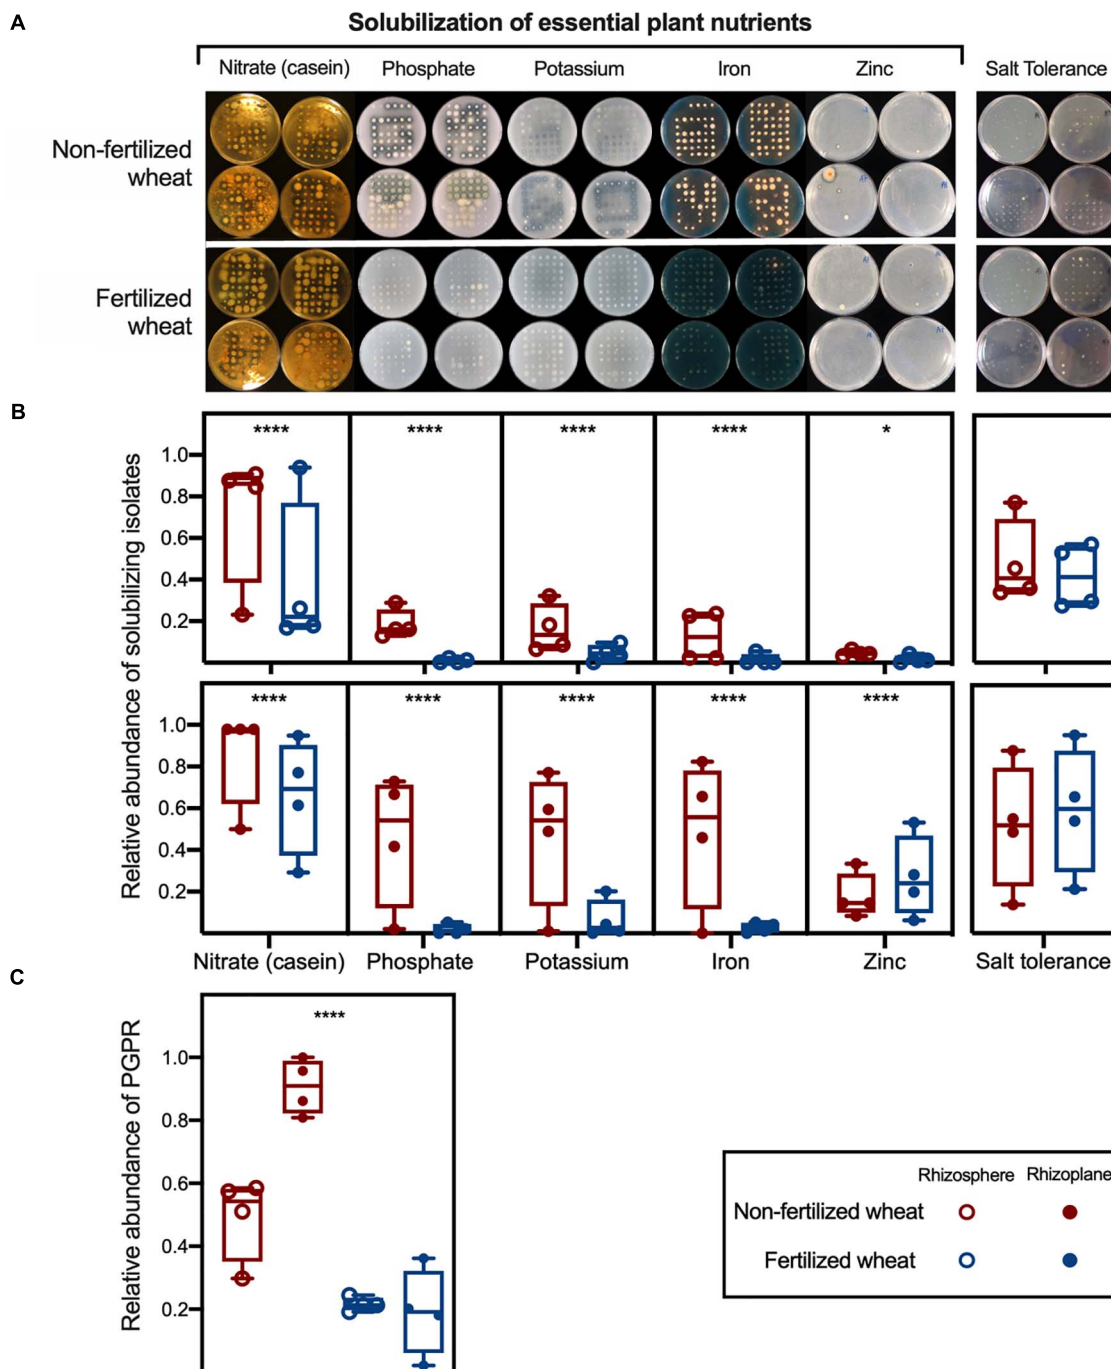 A
Solubilization of essential plant nutrients
Nitrate (casein) Phosphate Potassium Iron Zinc Salt Tolerance
Non-fertilized wheat
Fertilized wheat
B
Relative abundance of solubilizing isolates
**** **** **** **** *
1.0
0.8
0.6
0.4
0.2
**** **** **** **** ****
1.0
0.8
0.6
0.4
0.2
Nitrate (casein) Phosphate Potassium Iron Zinc Salt tolerance
C
Relative abundance of PGPR
****
1.0
0.8
0.6
0.4
0.2
Rhizosphere Rhizoplane
Non-fertilized wheat
Fertilized wheat